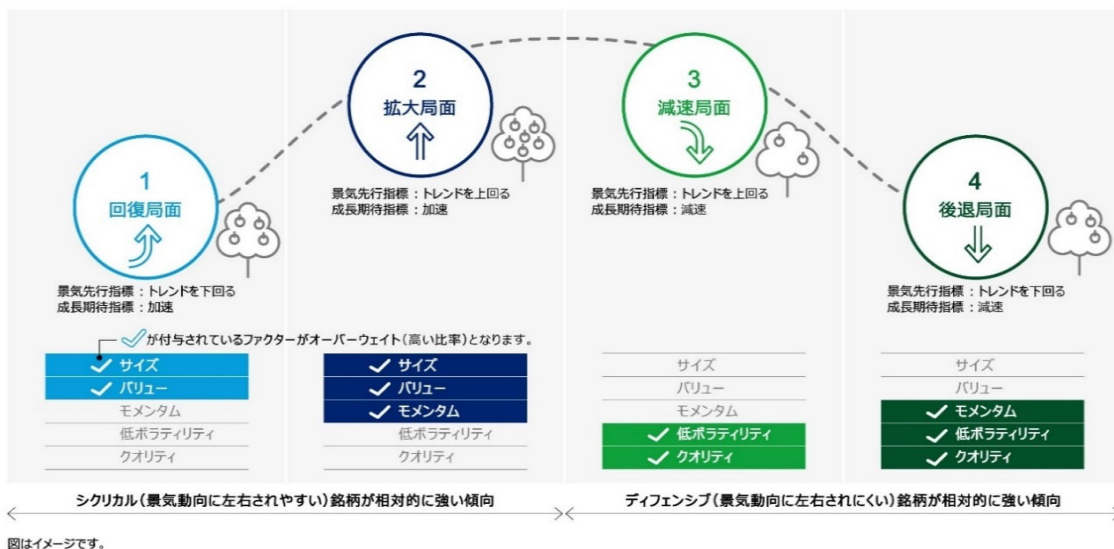 1
回復局面
景気先行指標：トレンドを下回る
成長期待指標：加速
2
拡大局面
景気先行指標：トレンドを上回る
成長期待指標：加速
3
減速局面
景気先行指標：トレンドを上回る
成長期待指標：減速
4
後退局面
景気先行指標：トレンドを下回る
成長期待指標：減速
が付与されているファクターがオーバーウェイト（高い比率）となります。
サイズ
バリュー
モメンタム
低ボラティリティ
クオリティ
サイズ
バリュー
モメンタム
低ボラティリティ
クオリティ
サイズ
バリュー
モメンタム
低ボラティリティ
クオリティ
サイズ
バリュー
モメンタム
低ボラティリティ
クオリティ
シクリカル（景気動向に左右されやすい）銘柄が相対的に強い傾向
ディフェンシブ（景気動向に左右されにくい）銘柄が相対的に強い傾向
図はイメージです。